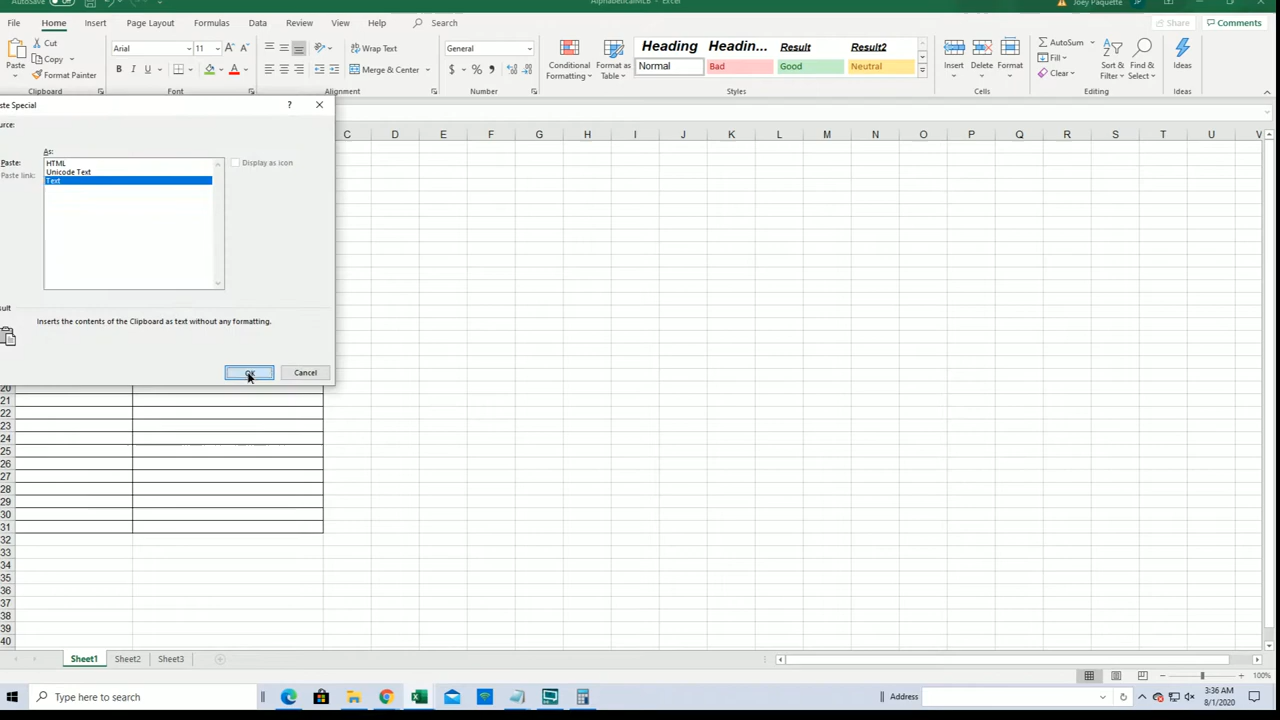 AutoSave
AlphabeticalMLB - Excel
Joey Paquette
JP
File Home Insert Page Layout Formulas Data Review View Help Search
Share Comments
Paste
Cut
Copy
Format Painter
Clipboard
Arial 11
B I U
Font
Wrap Text
Merge & Center
Alignment
General
$ % ,
Number
Conditional Formatting
Format as Table
Heading Headin... Result Result2
Normal Bad Good Neutral
Styles
Insert Delete Format
Cells
AutoSum
Fill
Clear
Sort & Filter
Find & Select
Editing
Ideas
Ideas
ste Special ?
urce:
As:
Paste:
Paste link:
HTML
Unicode Text
Text
Display as icon
sult
Inserts the contents of the Clipboard as text without any formatting.
OK Cancel
C D E F G H I J K L M N O P Q R S T U V
20
21
22
23
24
25
26
27
28
29
30
31
32
33
34
35
36
37
38
39
40
Sheet1 Sheet2 Sheet3
100%
Type here to search
Address
3:36 AM
8/1/2020